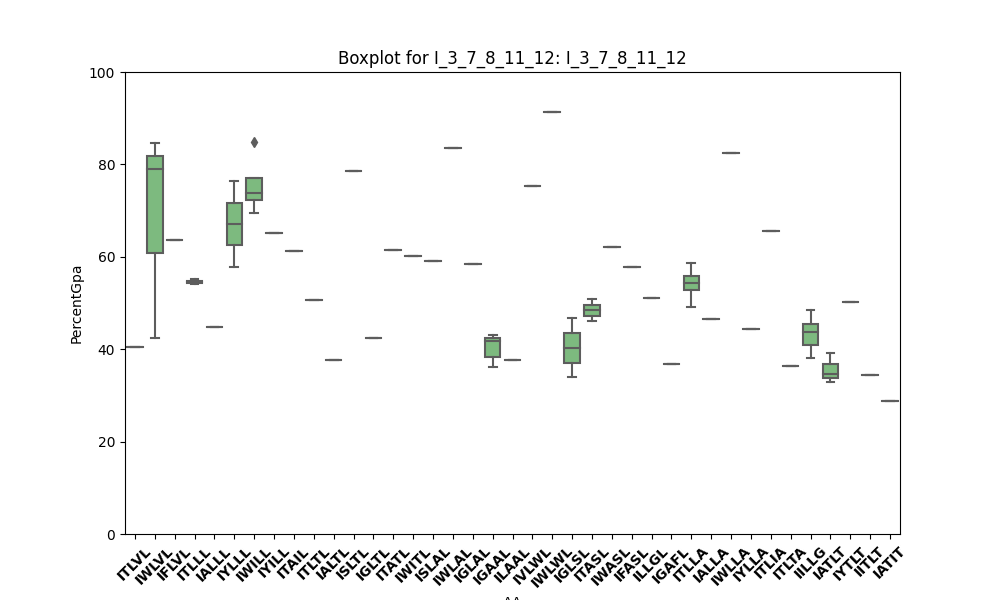 Boxplot for I_3_7_8_11_12: I_3_7_8_11_12
100
80
60
40
20
0
PercentGpa
ITLVL
IWLVL
IFLVL
ITLLL
IALLL
IYLLL
IWILL
IYILL
ITAIL
ITLTL
IALTL
ISLTL
IGLTL
ITATL
IWITL
ISLAL
IWLAL
IGLAL
IGAAL
ILAAL
IVLWL
IWLWL
IGLSL
ITASL
IWASL
IFASL
ILLGL
IGAFL
ITLLA
IALLA
IWLLA
IYLLA
ITLIA
ITLTA
IILLG
IATLT
IYTLT
IITLT
IATIT